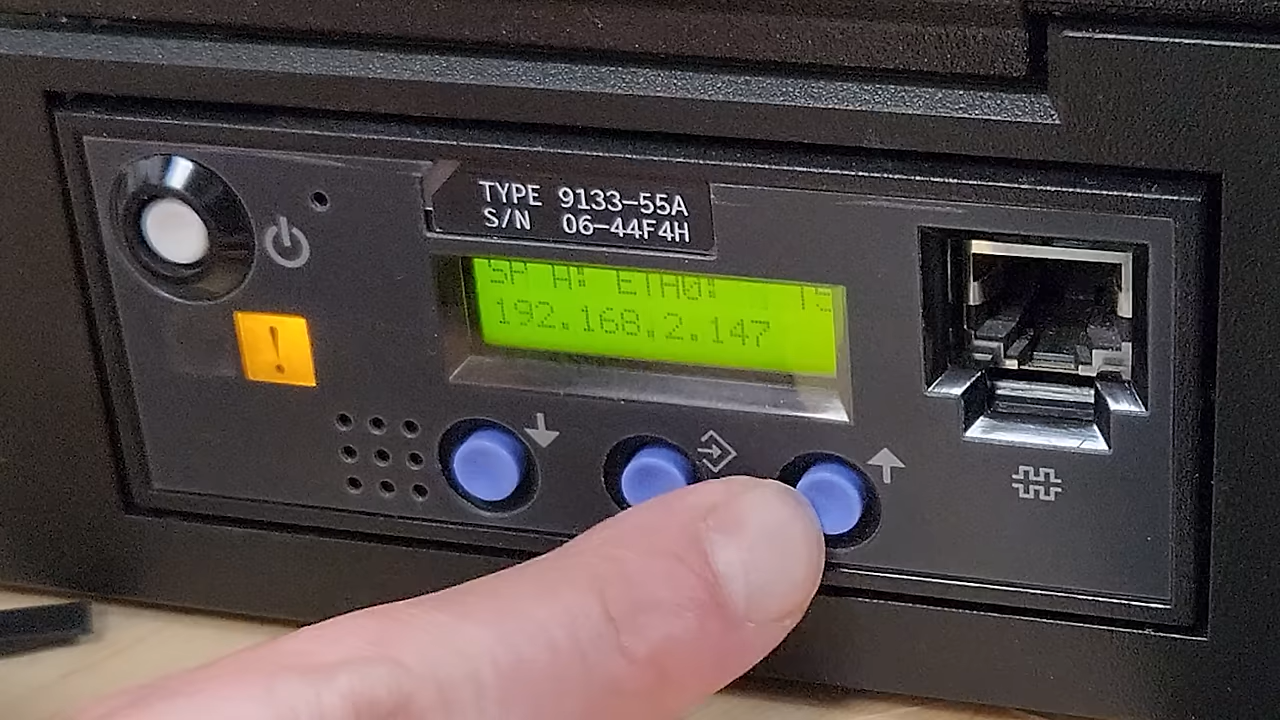 TYPE 9133-55A
S/N 06-44F4H
SP A: ETH0:
192.168.2.147
!